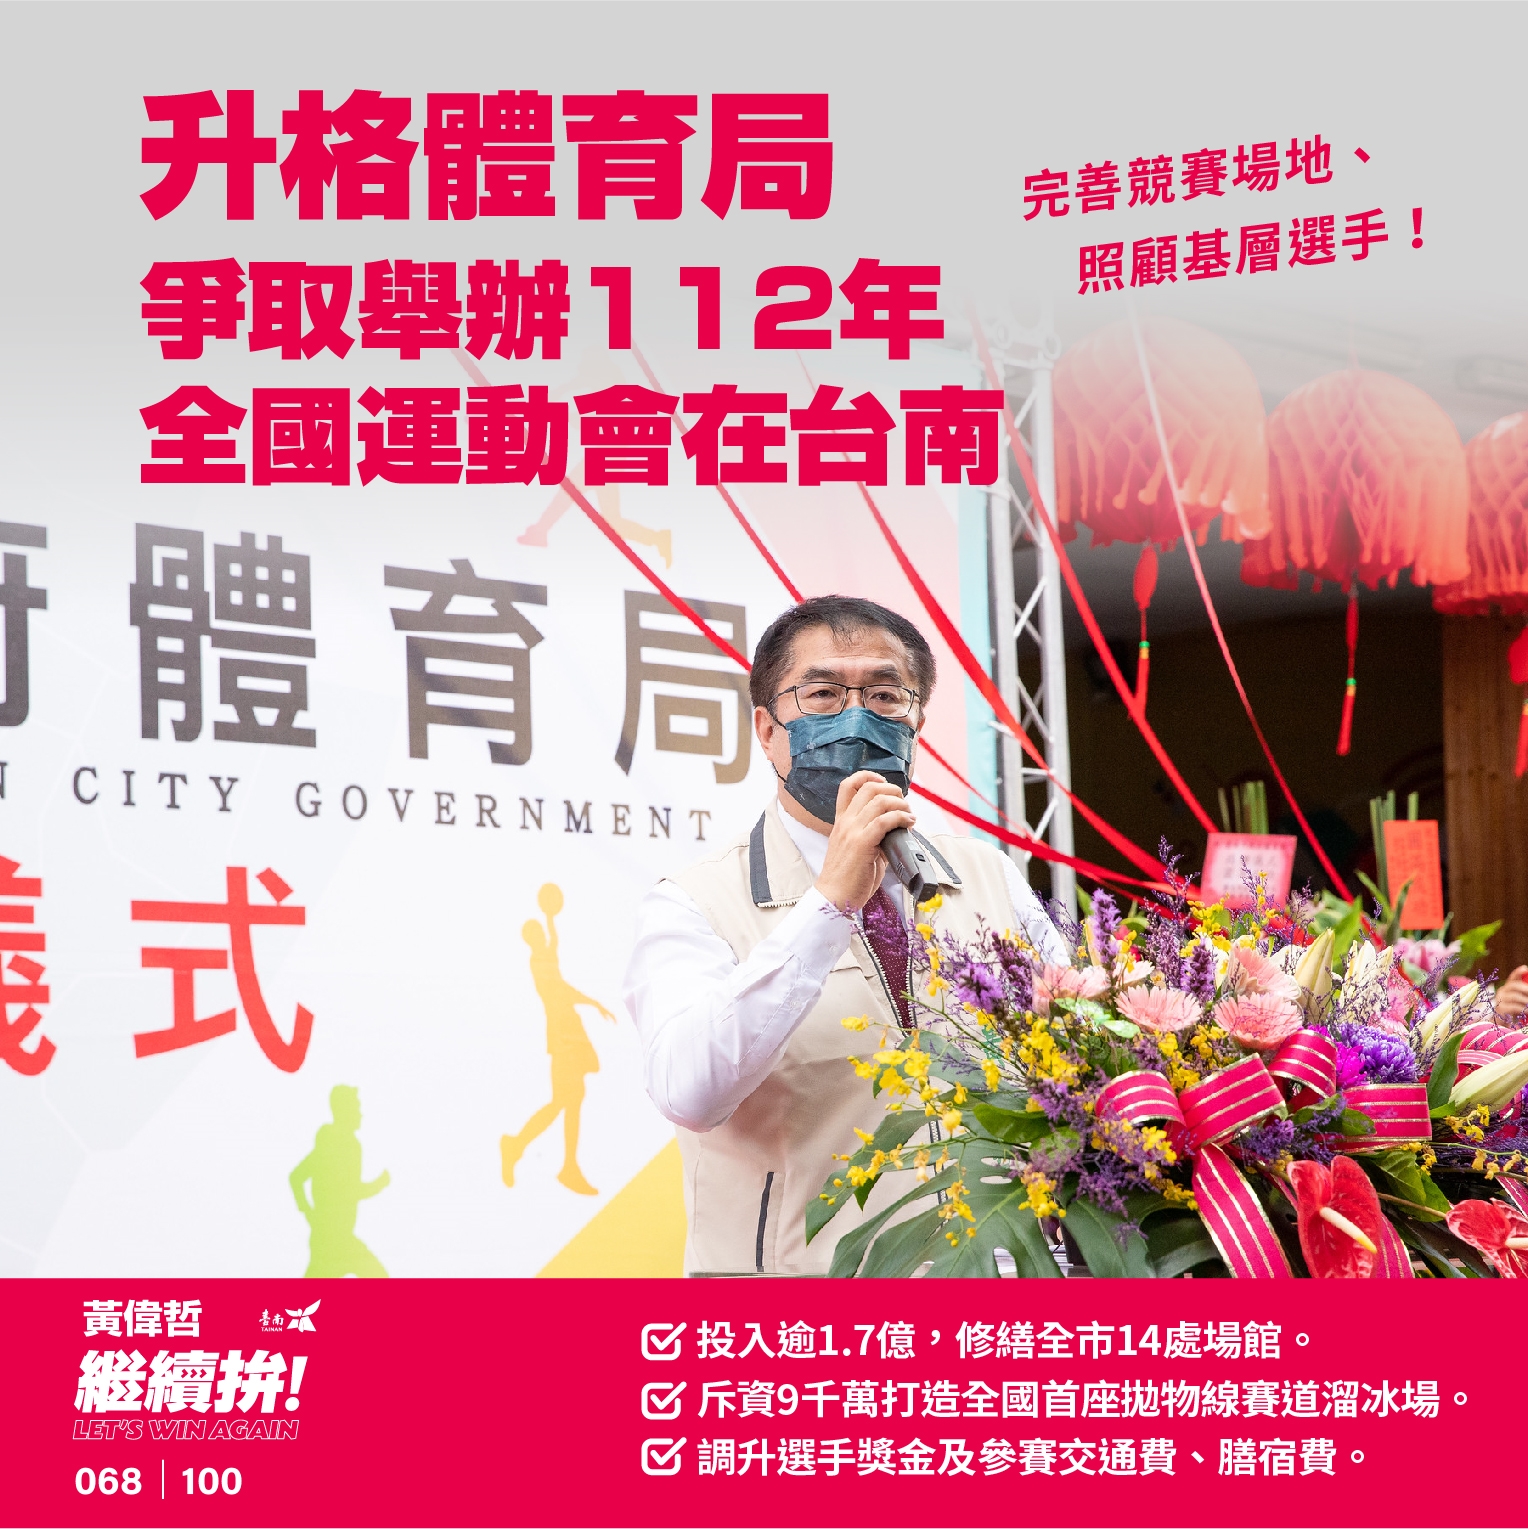 升格體育局
爭取舉辦112年
全國運動會在台南
完善競賽場地、
照顧基層選手！
府體育局
N CITY GOVERNMENT
儀式
黃偉哲
臺南
TAINAN
繼續拚!
LET'S WIN AGAIN
068 | 100
投入逾1.7億，修繕全市14處場館。
斥資9千萬打造全國首座拋物線賽道溜冰場。
調升選手獎金及參賽交通費、膳宿費。